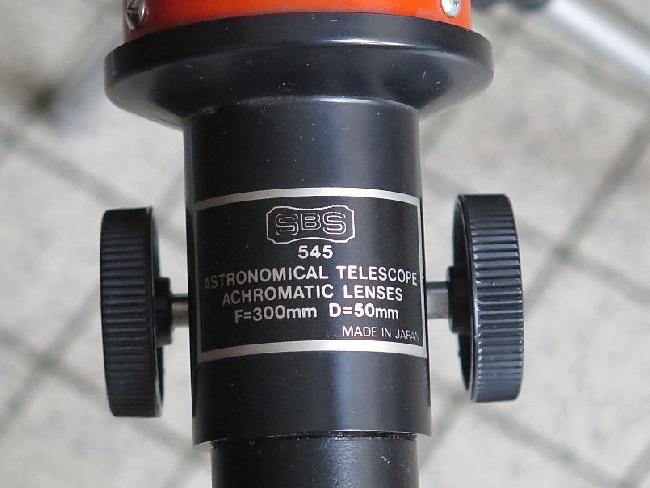 SBS
545
ASTRONOMICAL TELESCOPE
ACHROMATIC LENSES
F=300mm D=50mm
MADE IN JAPAN